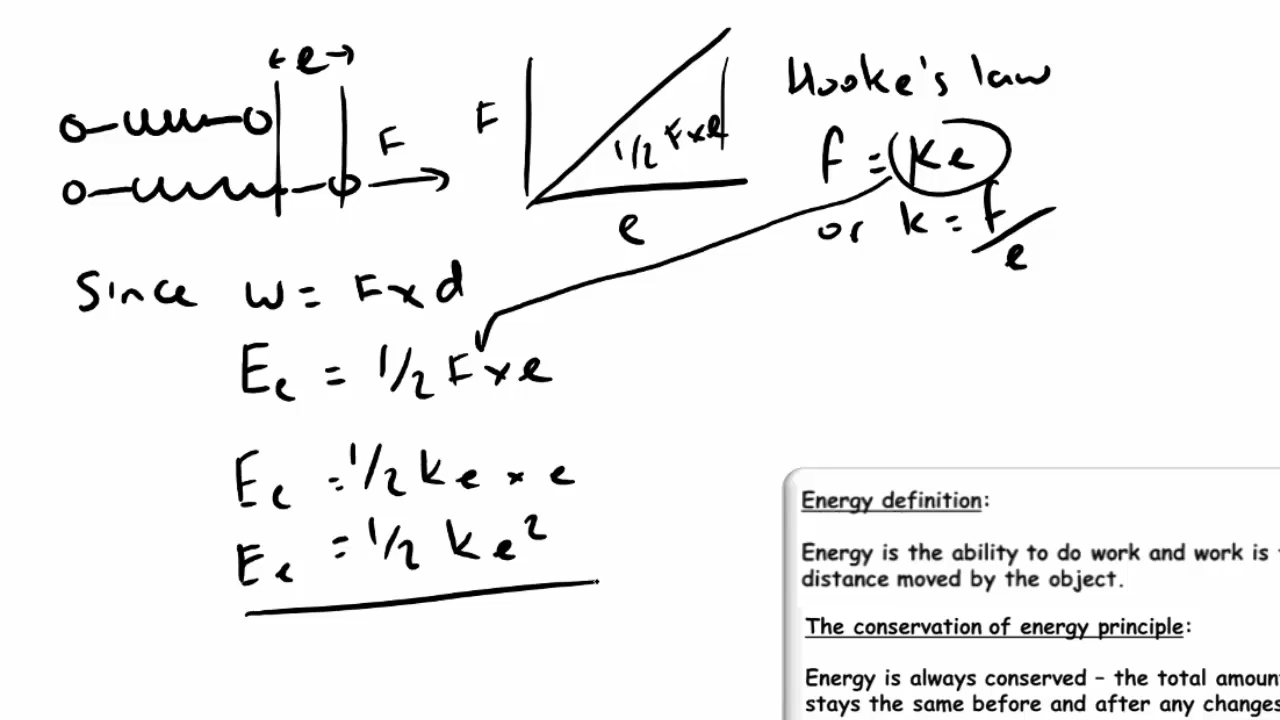 e
F
F
1/2 Fxe
e
Hooke's law
F = ke
or k = F/e
Since W = F x d
Ee = 1/2 F x e
Ee = 1/2 ke x e
Ee = 1/2 ke²
Energy definition:
Energy is the ability to do work and work is
distance moved by the object.
The conservation of energy principle:
Energy is always conserved – the total amoun
stays the same before and after any changes